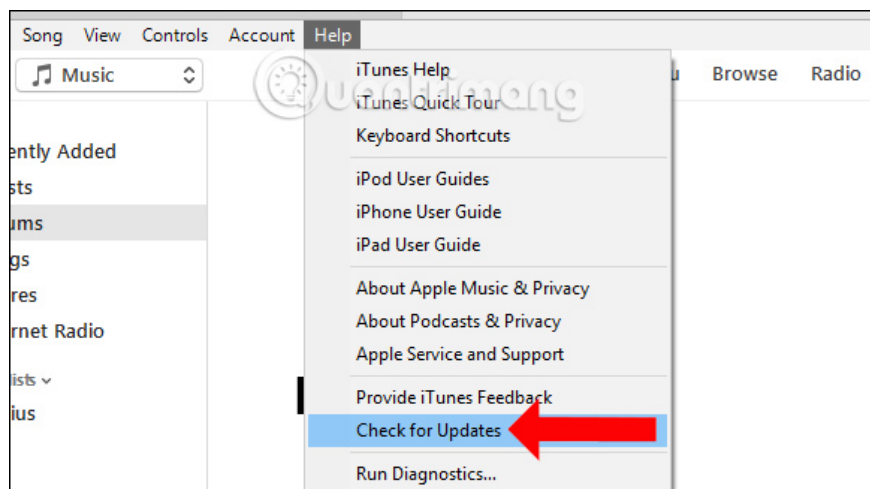 Song View Controls Account Help
Music
Browse Radio
Quantrimang
iTunes Help
iTunes Quick Tour
Keyboard Shortcuts
iPod User Guides
iPhone User Guide
iPad User Guide
About Apple Music & Privacy
About Podcasts & Privacy
Apple Service and Support
Provide iTunes Feedback
Check for Updates
Run Diagnostics...
ently Added
sts
ums
gs
res
rnet Radio
lists
ius